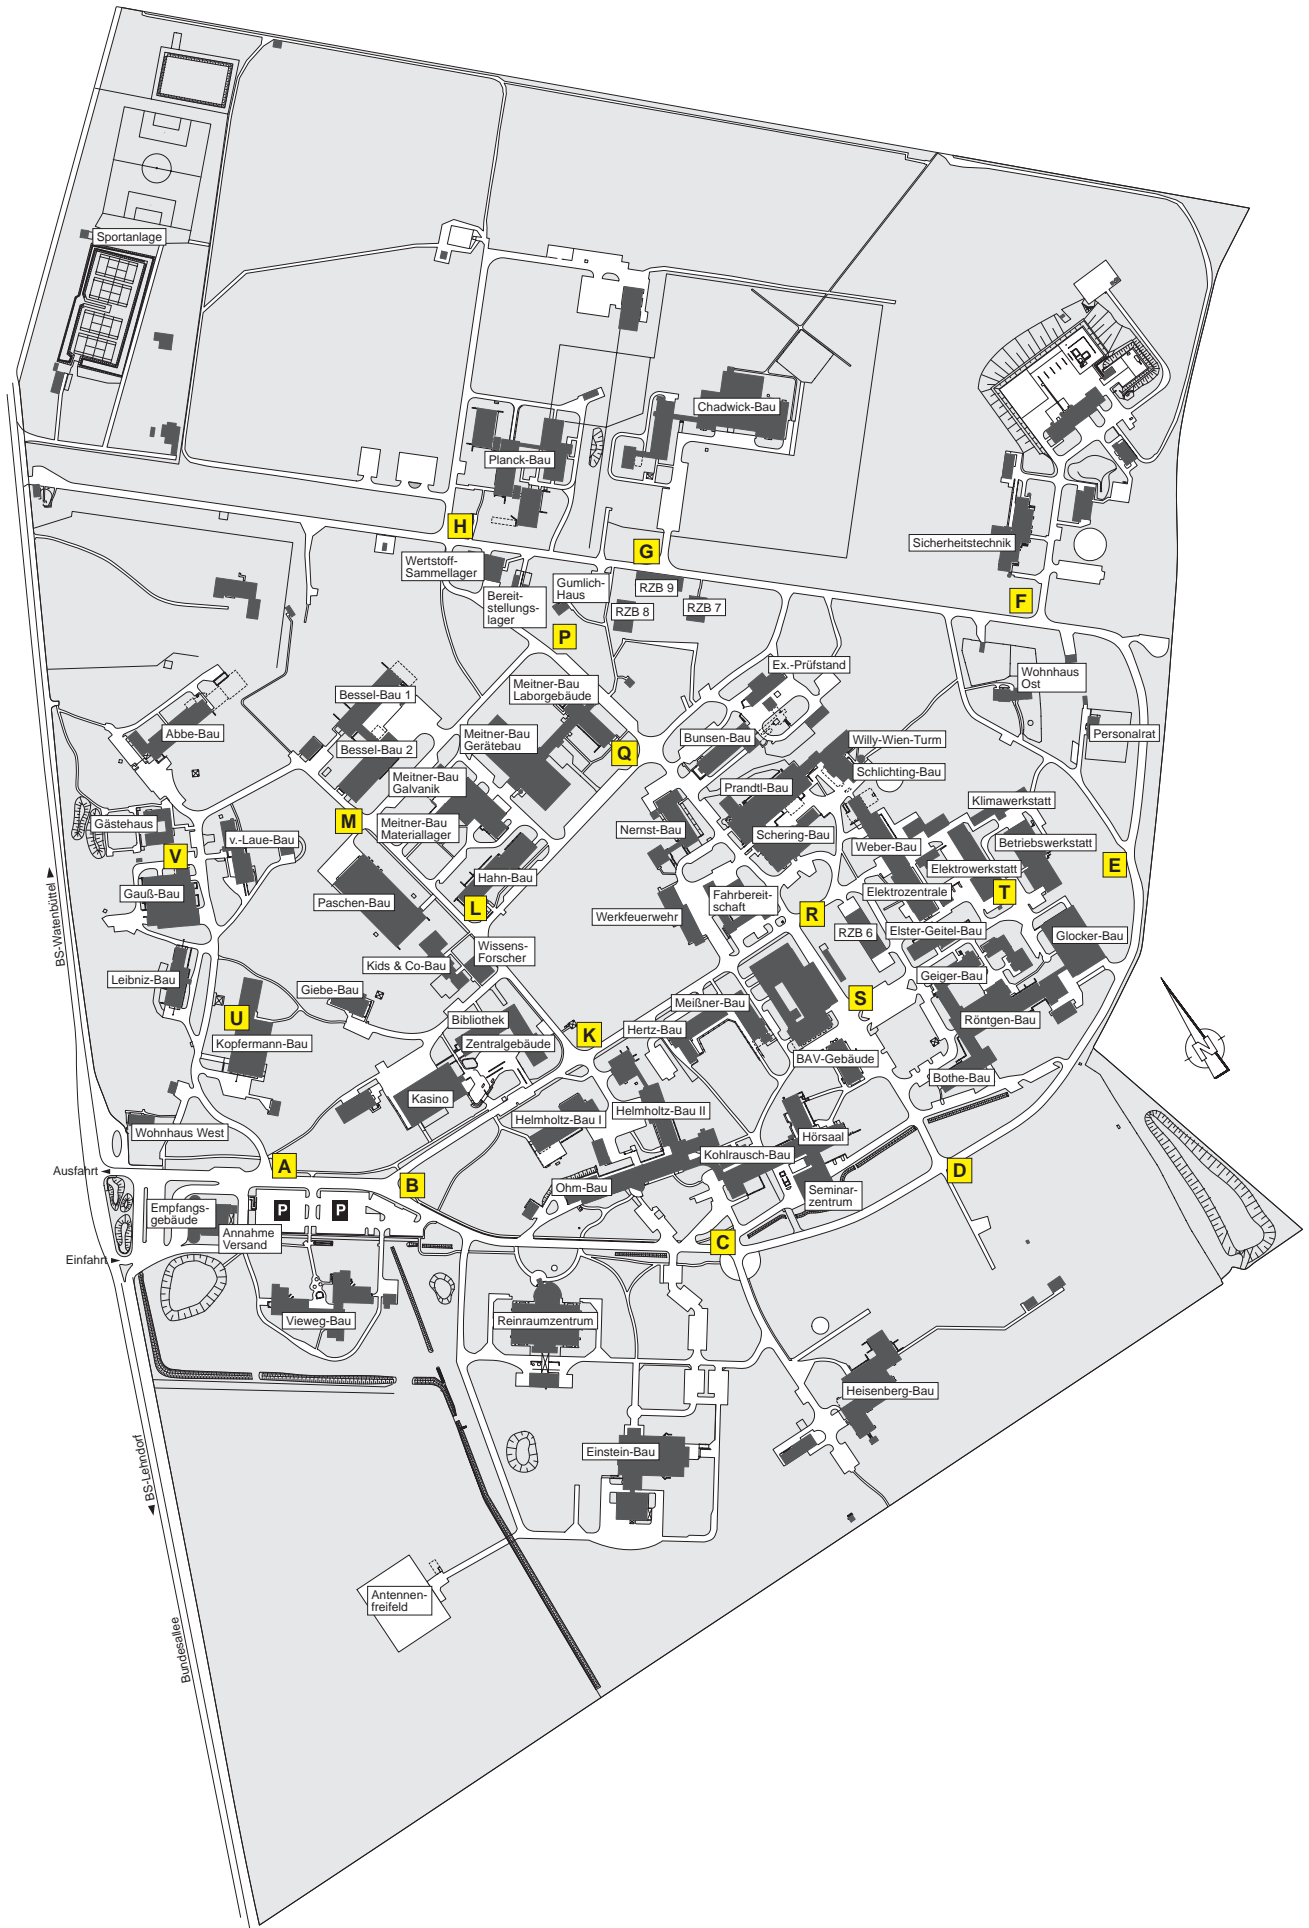 Sportanlage
Chadwick-Bau
Planck-Bau
H
G
Sicherheitstechnik
Wertstoff-
Sammellager
Gumlich-
Haus
RZB 9
Bereit-
stellungs-
lager
RZB 8
RZB 7
F
P
Ex.-Prüfstand
Wohnhaus
Ost
Meitner-Bau
Laborgebäude
Bessel-Bau 1
Abbe-Bau
Meitner-Bau
Gerätebau
Bunsen-Bau
Willy-Wien-Turm
Personalrat
Bessel-Bau 2
Q
Schlichting-Bau
Meitner-Bau
Galvanik
Prandtl-Bau
Klimawerkstatt
Gästehaus
M
Meitner-Bau
Materiallager
Nernst-Bau
Schering-Bau
v.-Laue-Bau
Weber-Bau
Betriebswerkstatt
V
E
Elektrowerkstatt
Hahn-Bau
Gauß-Bau
Paschen-Bau
Elektrozentrale
T
Fahrbereit-
schaft
L
Werkfeuerwehr
R
RZB 6
Elster-Geitel-Bau
Glocker-Bau
BS-Watenbüttel
Wissens-
Forscher
Kids & Co-Bau
Leibniz-Bau
Geiger-Bau
Giebe-Bau
Meißner-Bau
S
U
Bibliothek
Röntgen-Bau
Hertz-Bau
K
Kopfermann-Bau
Zentralgebäude
BAV-Gebäude
Bothe-Bau
Kasino
Helmholtz-Bau II
Helmholtz-Bau I
Wohnhaus West
Hörsaal
Kohlrausch-Bau
Ausfahrt
A
D
B
Ohm-Bau
Seminar-
zentrum
Empfangs-
gebäude
P
P
Annahme
Versand
C
Einfahrt
Vieweg-Bau
Reinraumzentrum
Heisenberg-Bau
BS-Lehndorf
Einstein-Bau
Antennen-
freifeld
Bundesallee
N